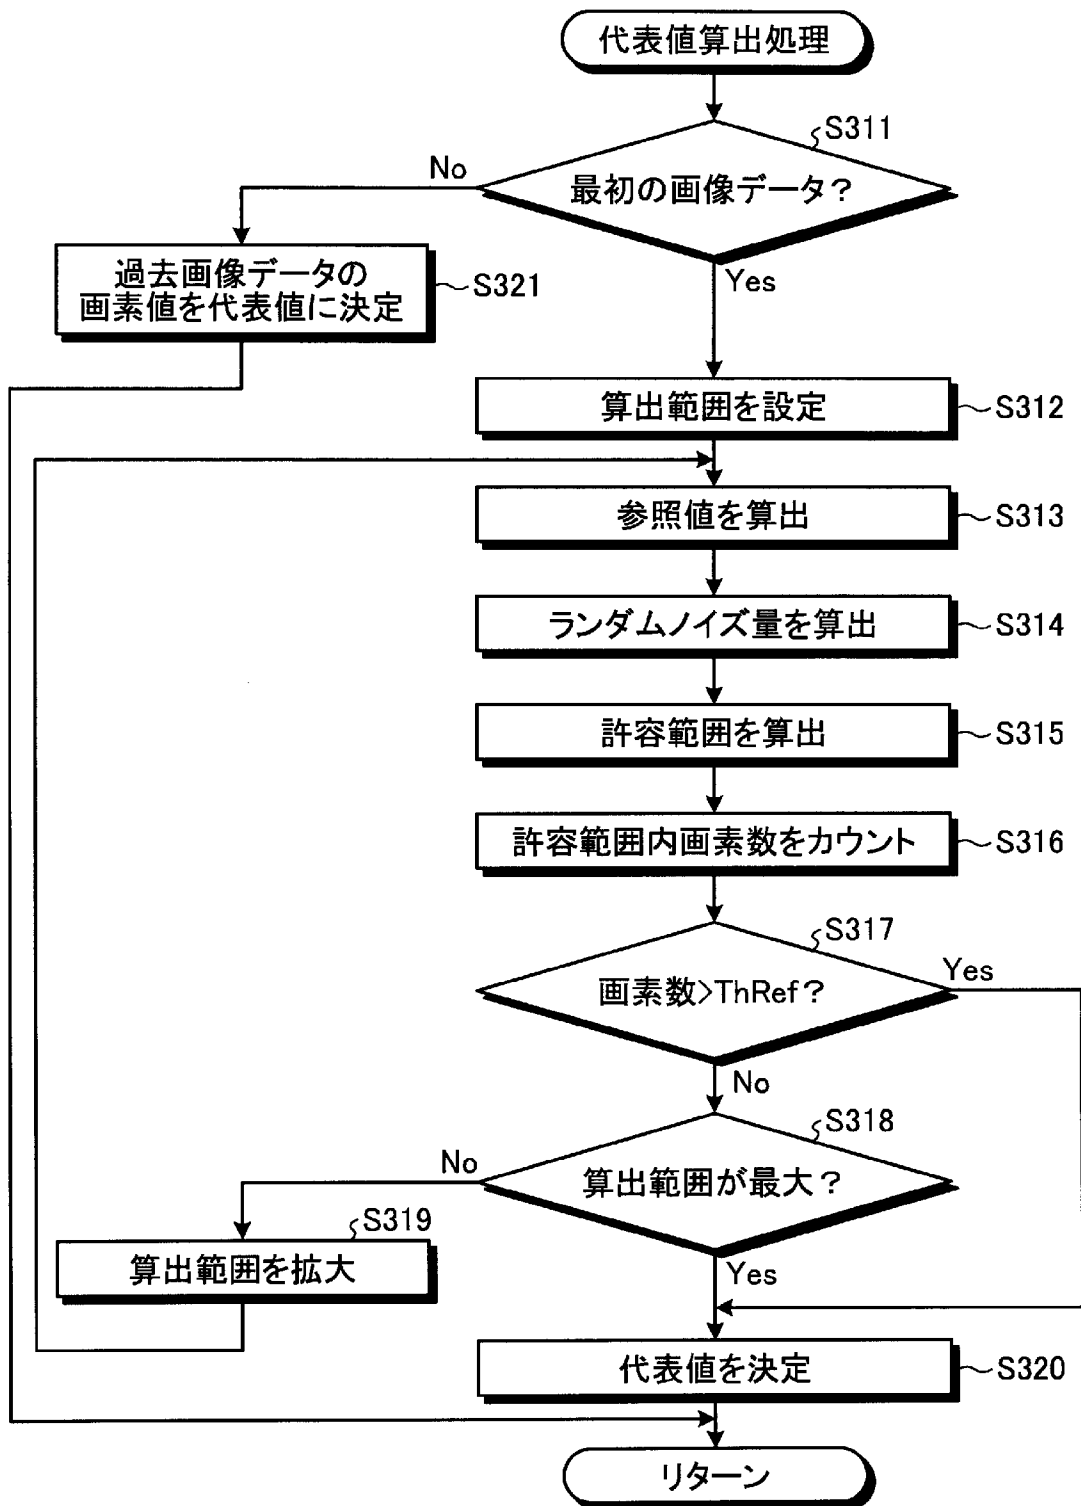 代表値算出処理
S311
最初の画像データ？
No
Yes
過去画像データの
画素値を代表値に決定
S321
算出範囲を設定
S312
参照値を算出
S313
ランダムノイズ量を算出
S314
許容範囲を算出
S315
許容範囲内画素数をカウント
S316
S317
画素数>ThRef？
Yes
No
S318
算出範囲が最大？
No
Yes
S319
算出範囲を拡大
代表値を決定
S320
リターン